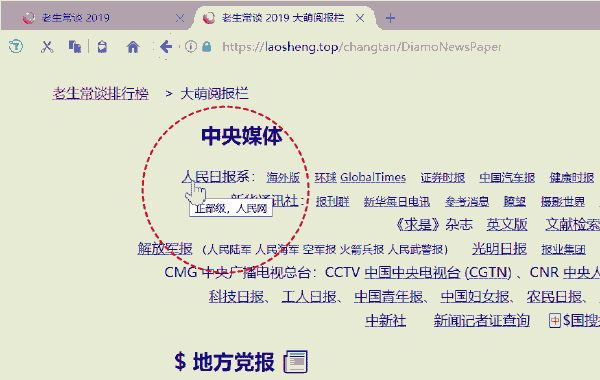 老生常谈 2019
老生常谈 2019 大萌阅报栏
https://laosheng.top/changtan/DiamoNewsPaper
老生常谈排行榜 > 大萌阅报栏
中央媒体
人民日报系: 海外版 环球 GlobalTimes 证券时报 中国汽车报 健康时报
新华通讯社: 报刊群 新华每日电讯 参考消息 瞭望 摄影世界
正部级，人民网
《求是》杂志 英文版 文献检索
解放军报 （人民陆军 人民海军 空军报 火箭兵报 人民武警报） 光明日报 报业集团
CMG 中央广播电视总台: CCTV 中国中央电视台 (CGTN) 、CNR 中央人
科技日报、 工人日报、 中国青年报、 中国妇女报、 农民日报、
中新社 新闻记者证查询 中 $国搜
$ 地方党报